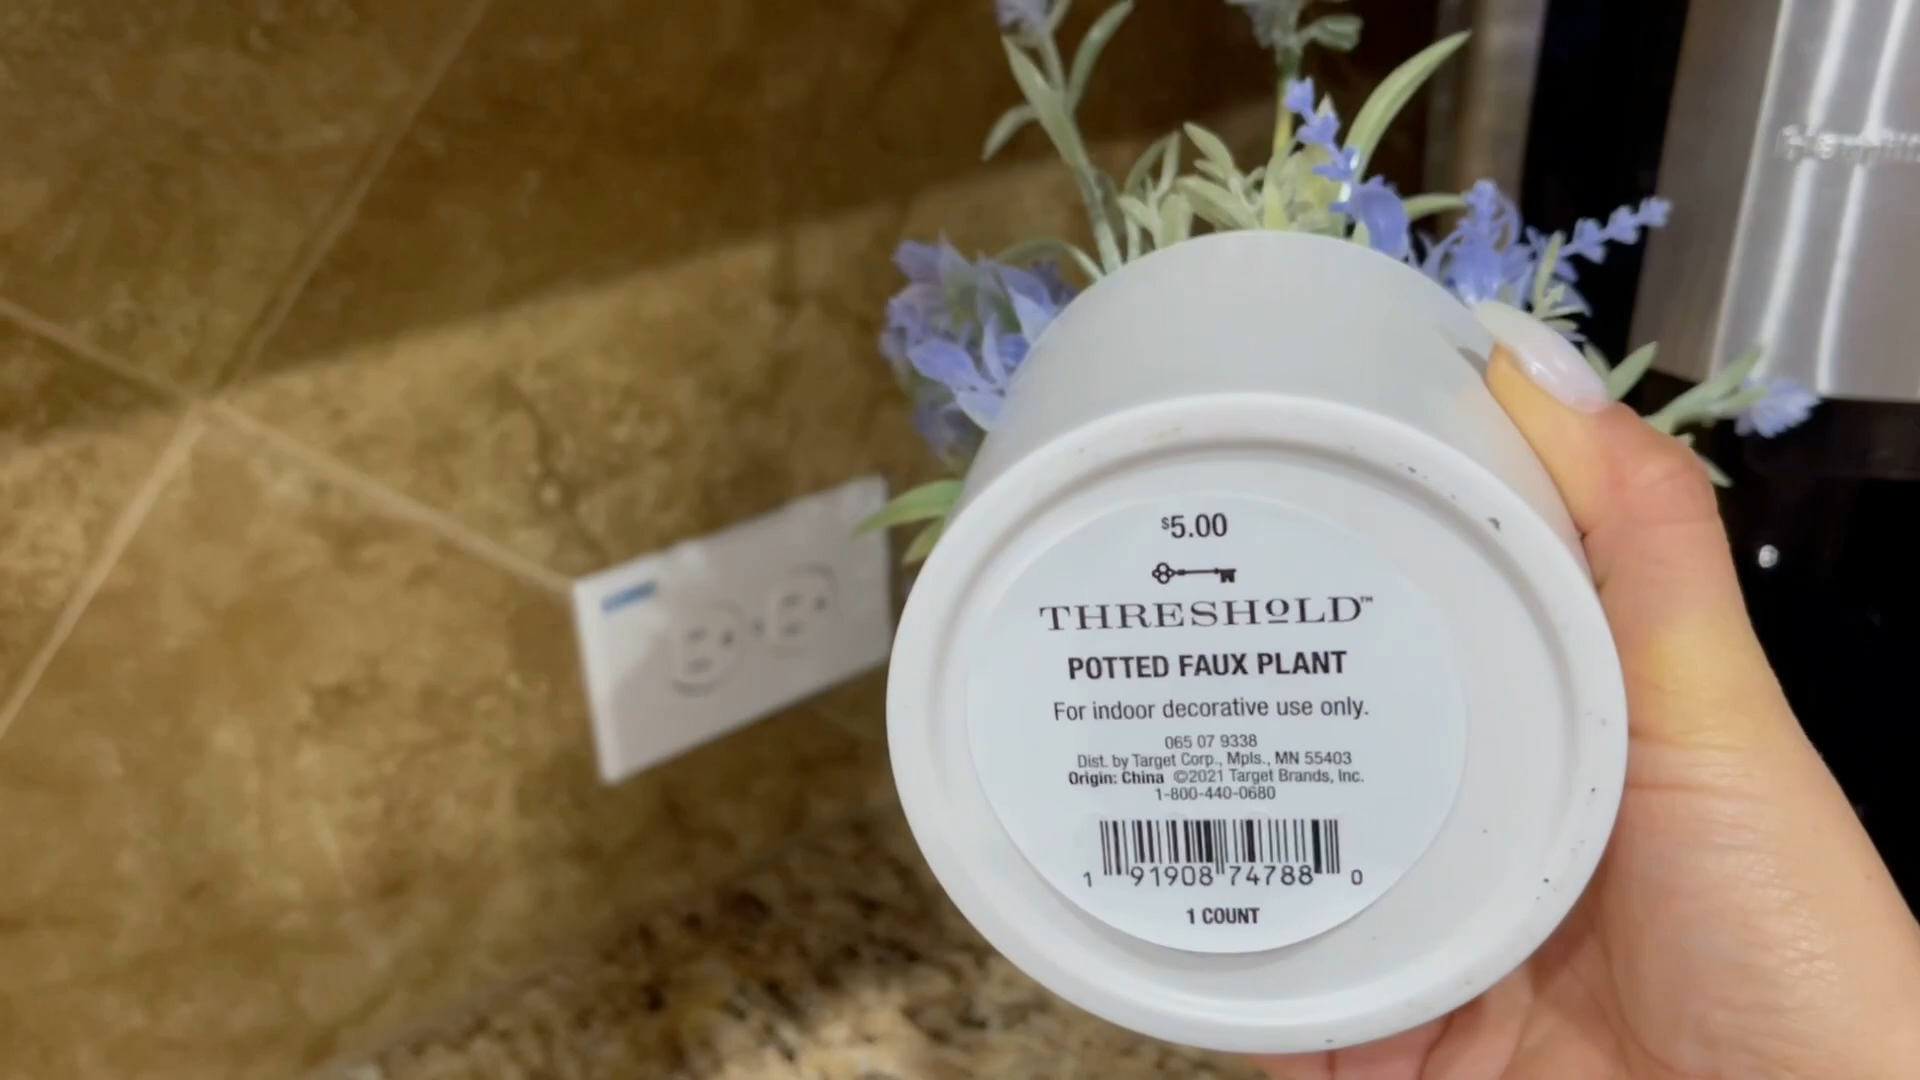 $5.00
THRESHOLD™
POTTED FAUX PLANT
For indoor decorative use only.
065 07 9338
Dist. by Target Corp., Mpls., MN 55403
Origin: China ©2021 Target Brands, Inc.
1-800-440-0680
1 91908 74788 0
1 COUNT